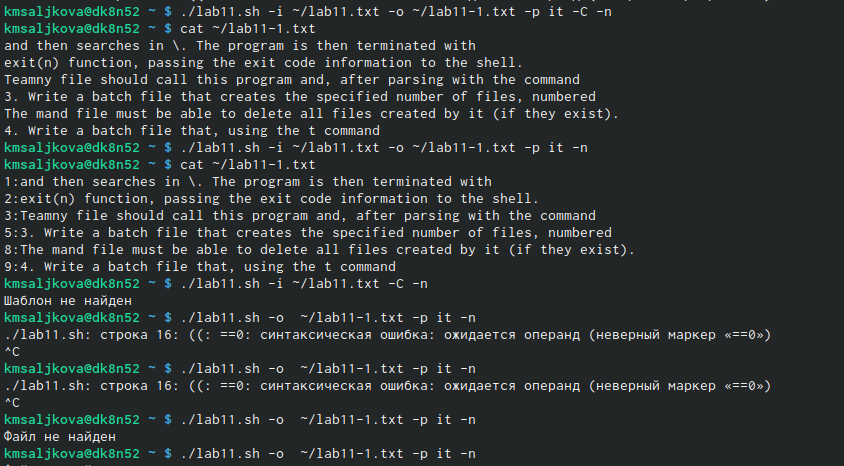 kmsaljkova@dk8n52 ~ $ ./lab11.sh -i ~/lab11.txt -o ~/lab11-1.txt -p it -C -n
kmsaljkova@dk8n52 ~ $ cat ~/lab11-1.txt
and then searches in \. The program is then terminated with
exit(n) function, passing the exit code information to the shell.
Teamny file should call this program and, after parsing with the command
3. Write a batch file that creates the specified number of files, numbered
The mand file must be able to delete all files created by it (if they exist).
4. Write a batch file that, using the t command
kmsaljkova@dk8n52 ~ $ ./lab11.sh -i ~/lab11.txt -o ~/lab11-1.txt -p it -n
kmsaljkova@dk8n52 ~ $ cat ~/lab11-1.txt
1:and then searches in \. The program is then terminated with
2:exit(n) function, passing the exit code information to the shell.
3:Teamny file should call this program and, after parsing with the command
5:3. Write a batch file that creates the specified number of files, numbered
8:The mand file must be able to delete all files created by it (if they exist).
9:4. Write a batch file that, using the t command
kmsaljkova@dk8n52 ~ $ ./lab11.sh -i ~/lab11.txt -C -n
Шаблон не найден
kmsaljkova@dk8n52 ~ $ ./lab11.sh -o  ~/lab11-1.txt -p it -n
./lab11.sh: строка 16: ((: ==0: синтаксическая ошибка: ожидается операнд (неверный маркер «==0»)
^C
kmsaljkova@dk8n52 ~ $ ./lab11.sh -o  ~/lab11-1.txt -p it -n
./lab11.sh: строка 16: ((: ==0: синтаксическая ошибка: ожидается операнд (неверный маркер «==0»)
^C
kmsaljkova@dk8n52 ~ $ ./lab11.sh -o  ~/lab11-1.txt -p it -n
Файл не найден
kmsaljkova@dk8n52 ~ $ ./lab11.sh -o  ~/lab11-1.txt -p it -n